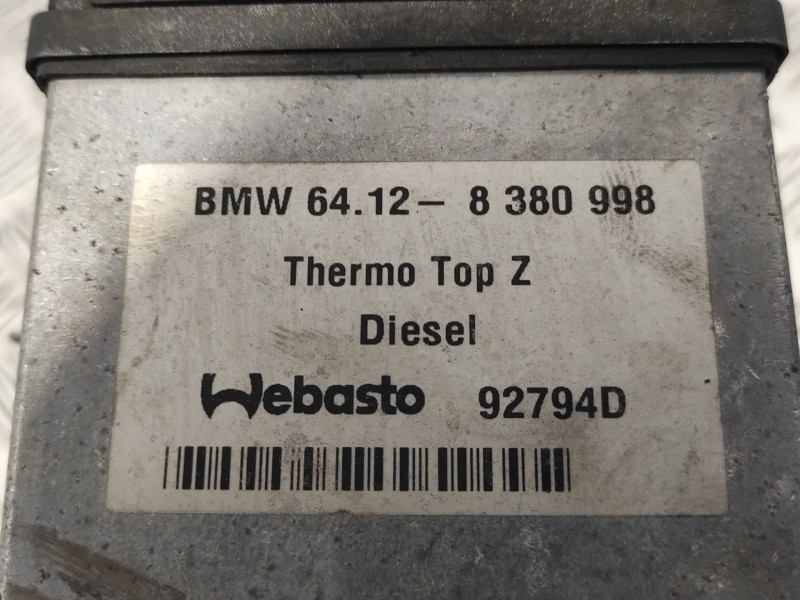 BMW 64.12 – 8 380 998
Thermo Top Z
Diesel
Webasto 92794D